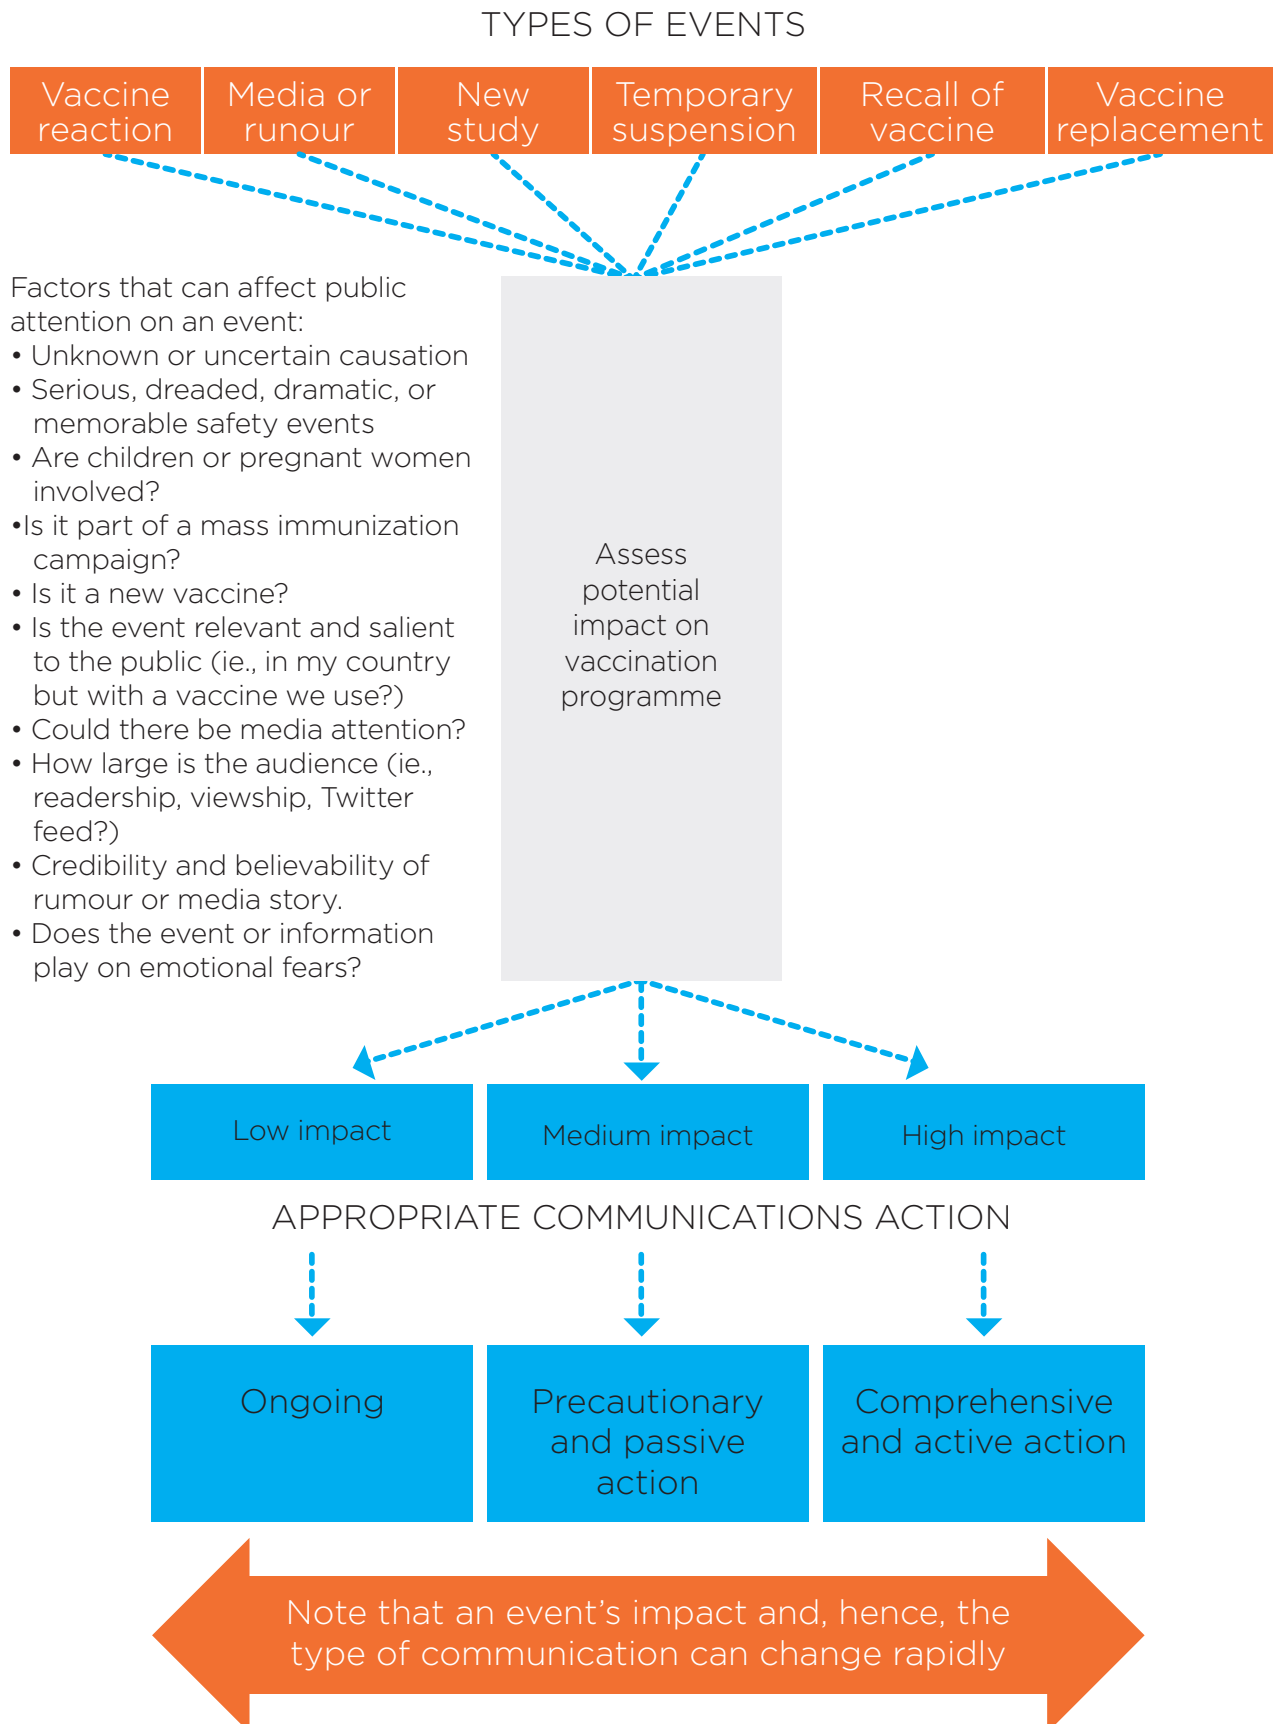 TYPES OF EVENTS
Vaccine
reaction
Media or
runour
New
study
Temporary
suspension
Recall of
vaccine
Vaccine
replacement
Factors that can affect public
attention on an event:
• Unknown or uncertain causation
• Serious, dreaded, dramatic, or
memorable safety events
• Are children or pregnant women
involved?
•Is it part of a mass immunization
campaign?
• Is it a new vaccine?
• Is the event relevant and salient
to the public (ie., in my country
but with a vaccine we use?)
• Could there be media attention?
• How large is the audience (ie.,
readership, viewship, Twitter
feed?)
• Credibility and believability of
rumour or media story.
• Does the event or information
play on emotional fears?
Assess
potential
impact on
vaccination
programme
Low impact
Medium impact
High impact
APPROPRIATE COMMUNICATIONS ACTION
Ongoing
Precautionary
and passive
action
Comprehensive
and active action
Note that an event’s impact and, hence, the
type of communication can change rapidly